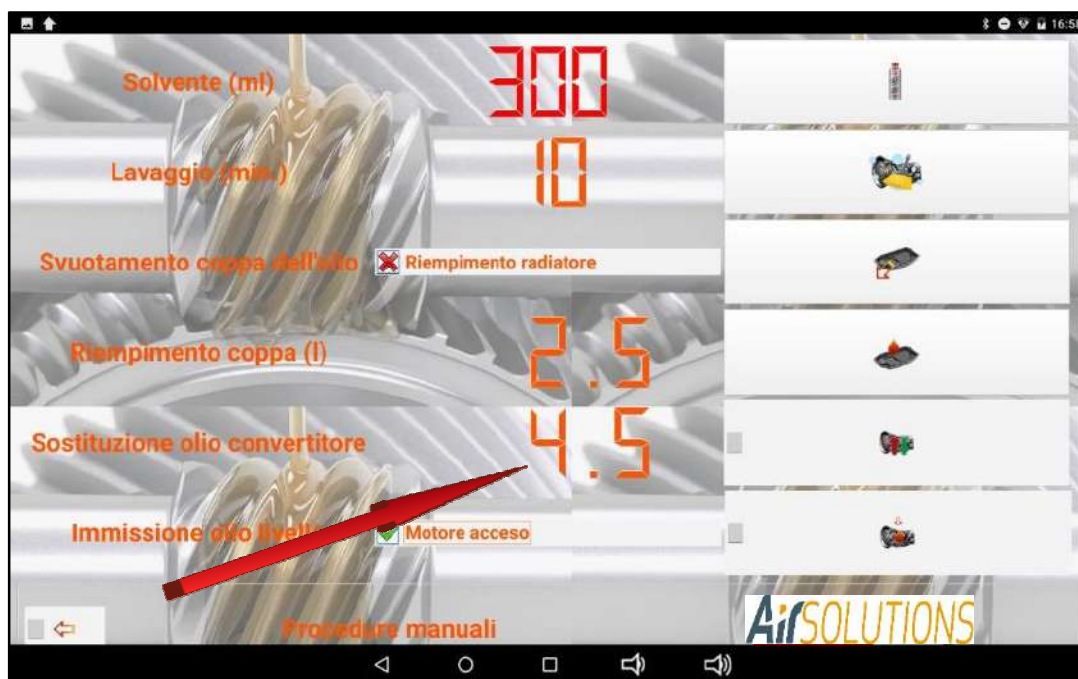 16:58
Solvente (ml) 300
Lavaggio (min.) 10
Svuotamento coppa dell'olio Riempimento radiatore
Riempimento coppa (l) 2.5
Sostituzione olio convertitore 4.5
Immissione olio livello Motore acceso
Procedure manuali
AirSOLUTIONS